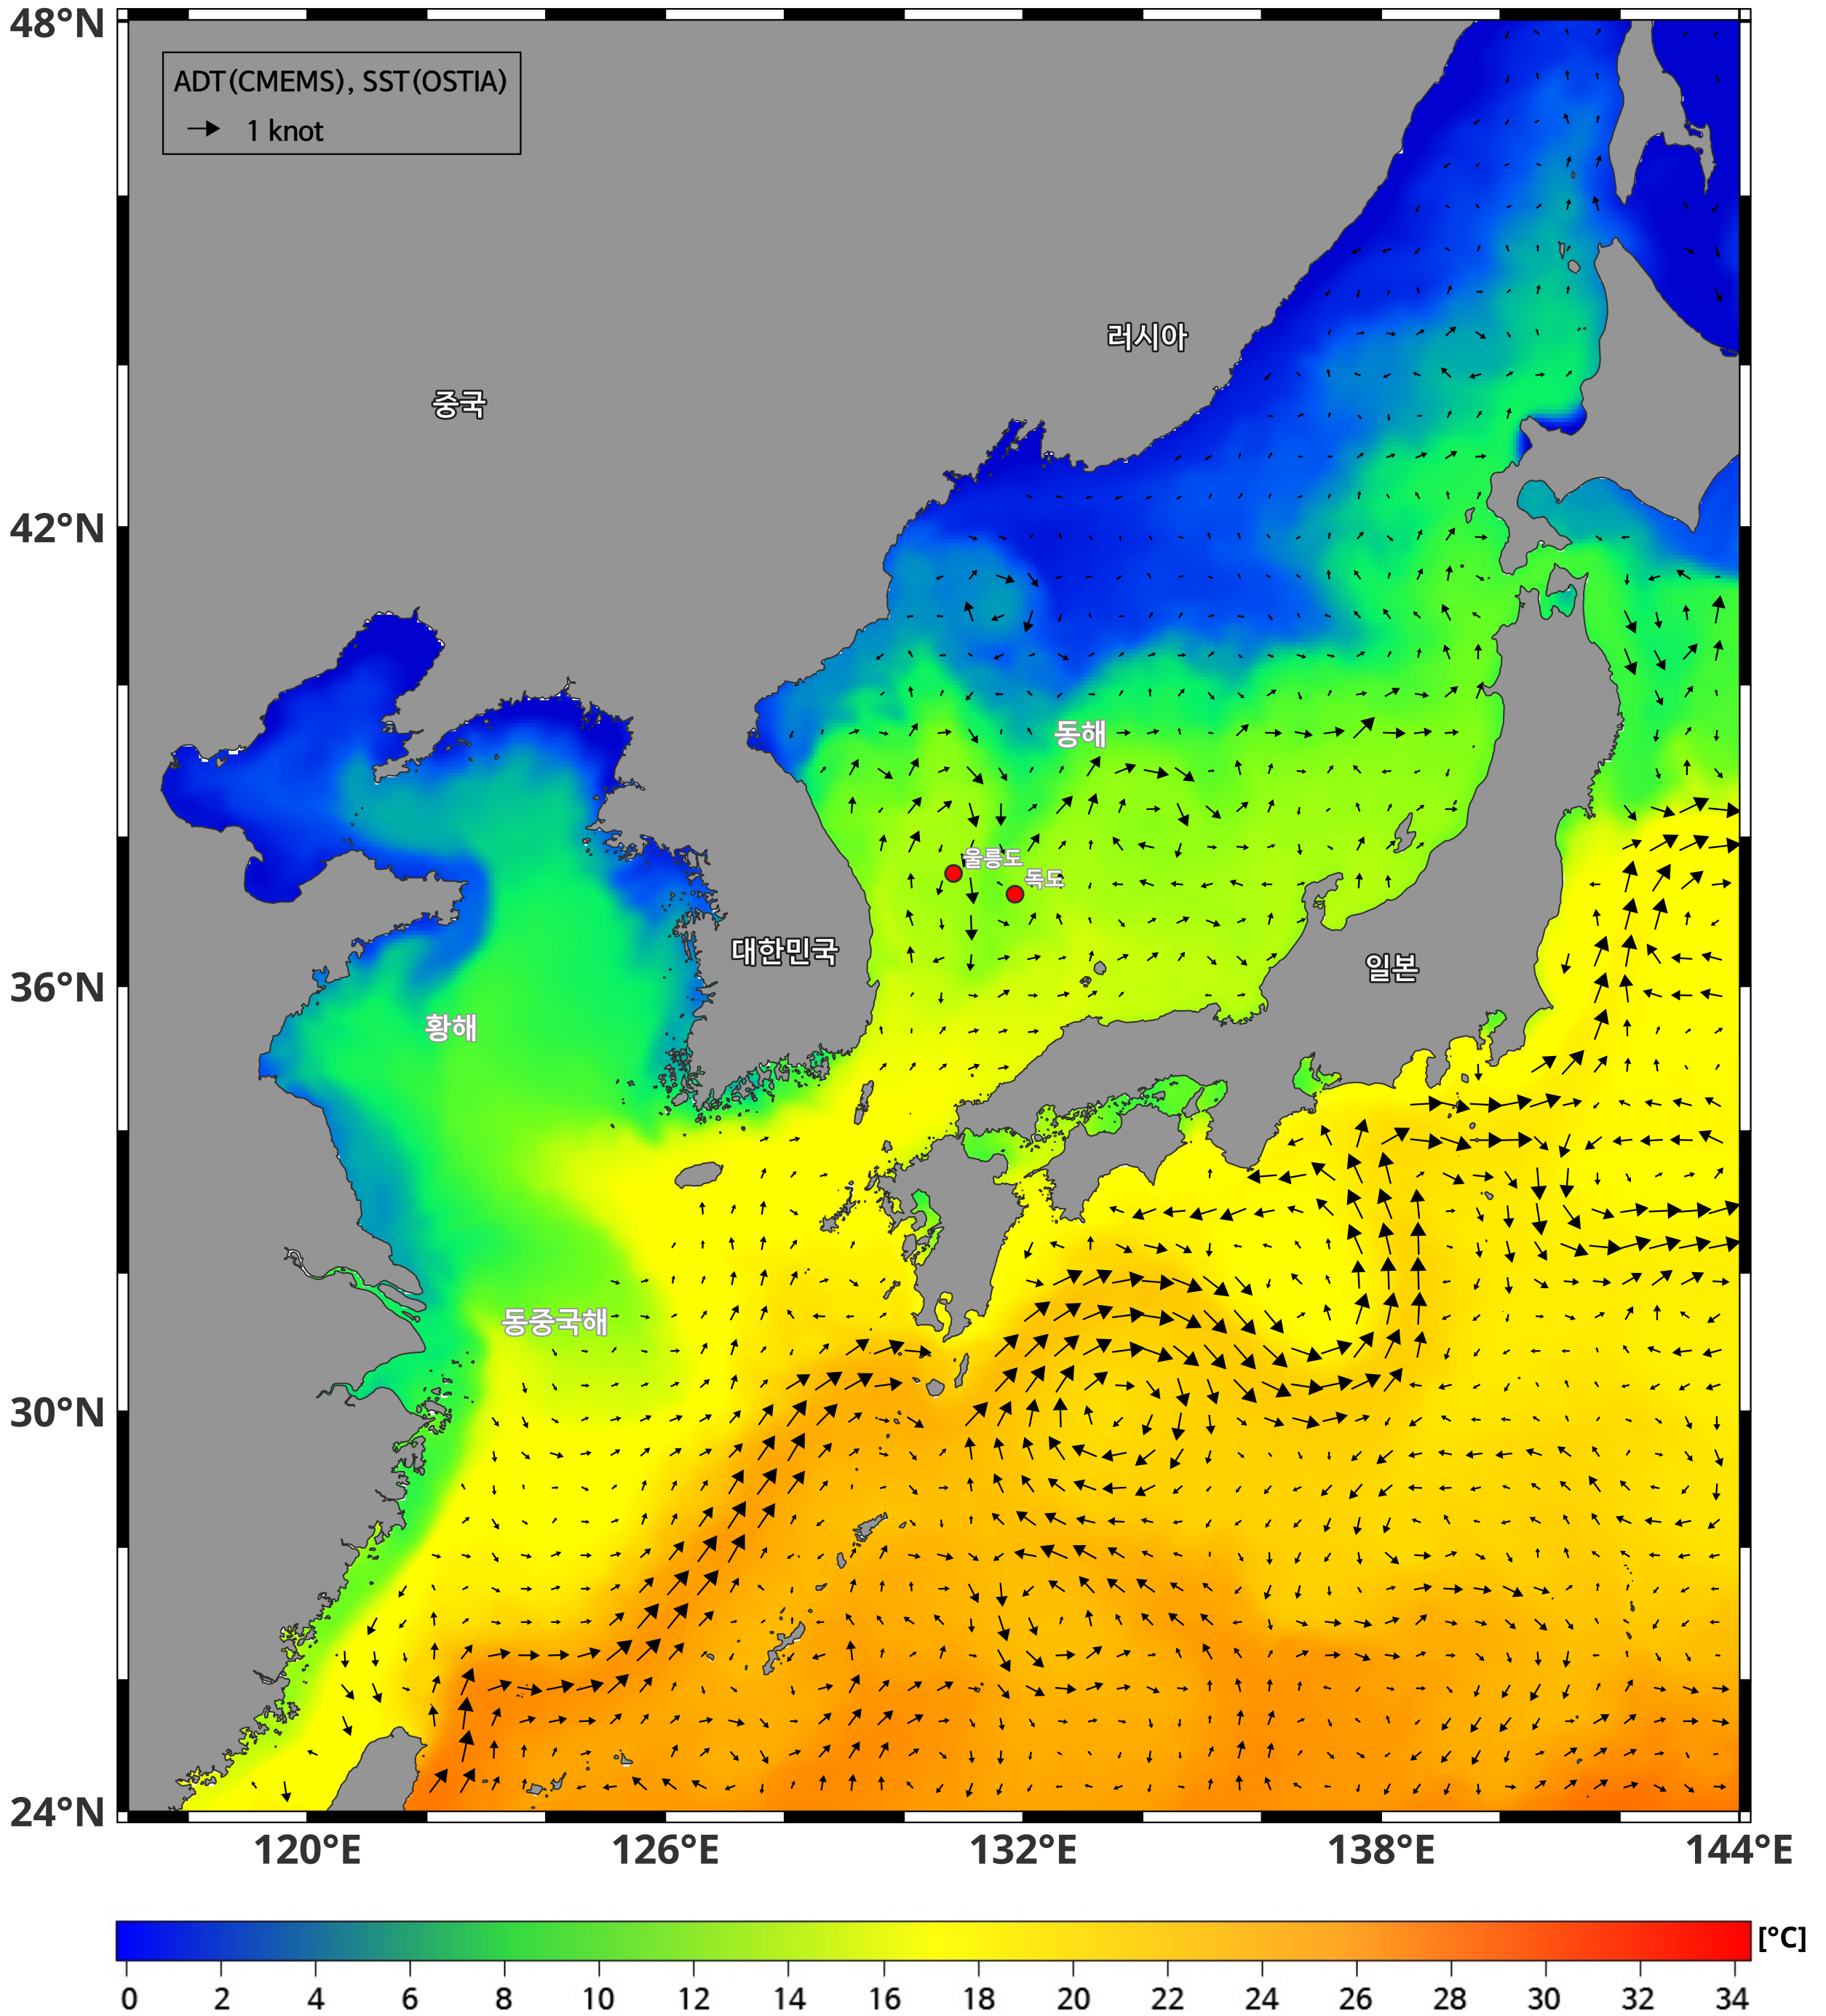 48°N
ADT(CMEMS), SST(OSTIA)
1 knot
러시아
중국
42°N
동해
울릉도
독도
대한민국
일본
36°N
황해
동중국해
30°N
24°N
120°E 126°E 132°E 138°E 144°E
[°C]
0 2 4 6 8 10 12 14 16 18 20 22 24 26 28 30 32 34